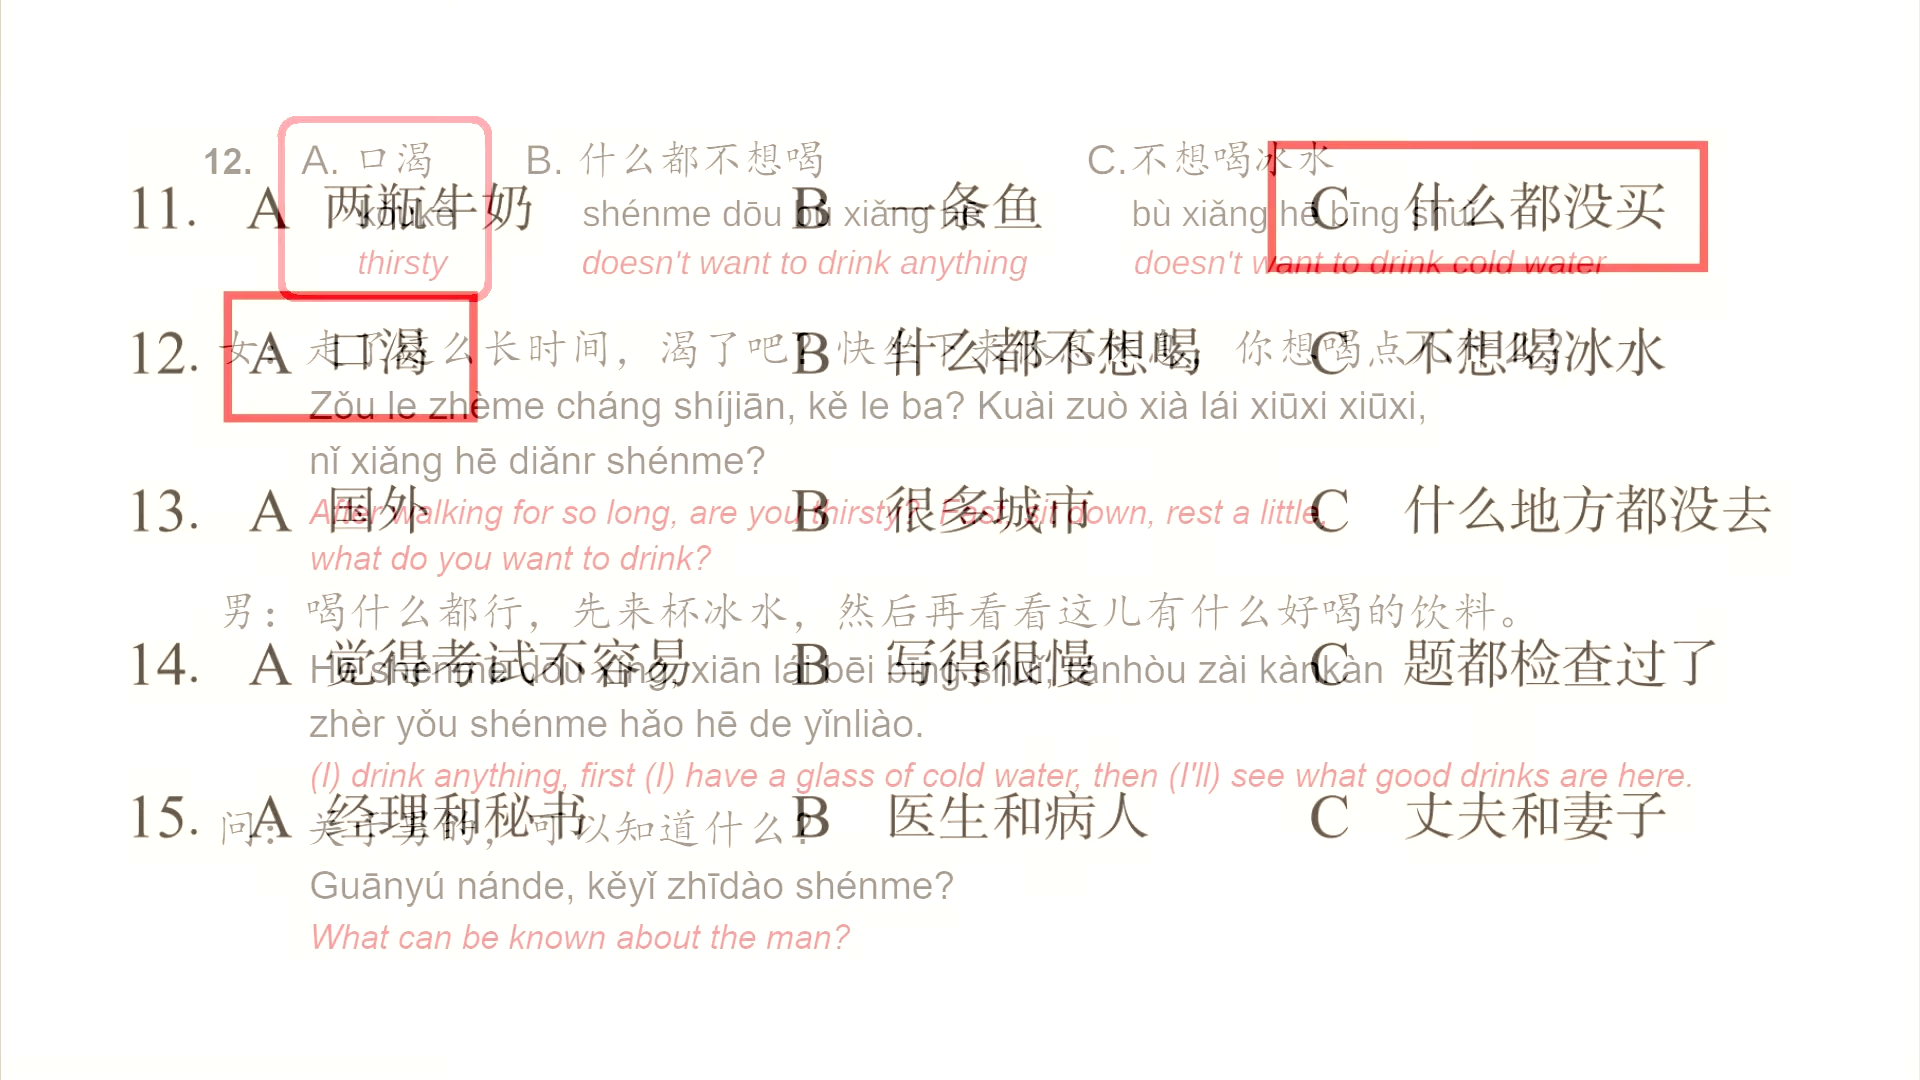 12. A. 口渴 B. 什么都不想喝 C.不想喝冰水
kǒukě shénme dōu bù xiǎng hē bù xiǎng hē bīng shuǐ
thirsty doesn't want to drink anything doesn't want to drink cold water
女：走了这么长时间，渴了吧？快坐下来休息休息，你想喝点儿什么？
Zǒu le zhème cháng shíjiān, kě le ba? Kuài zuò xià lái xiūxi xiūxi,
nǐ xiǎng hē diǎnr shénme?
After walking for so long, are you thirsty? Fast, sit down, rest a little,
what do you want to drink?
男：喝什么都行，先来杯冰水，然后再看看这儿有什么好喝的饮料。
Hē shénme dōu xíng, xiān lái bēi bīng shuǐ, ránhòu zài kànkàn
zhèr yǒu shénme hǎo hē de yǐnliào.
(I) drink anything, first (I) have a glass of cold water, then (I'll) see what good drinks are here.
问：关于男的，可以知道什么？
Guānyú nánde, kěyǐ zhīdào shénme?
What can be known about the man?
11. A 两瓶牛奶 B 一条鱼 C 什么都没买
12. A 口渴 B 什么都不想喝 C 不想喝冰水
13. A 国外 B 很多城市 C 什么地方都没去
14. A 觉得考试不容易 B 写得很慢 C 题都检查过了
15. A 经理和秘书 B 医生和病人 C 丈夫和妻子